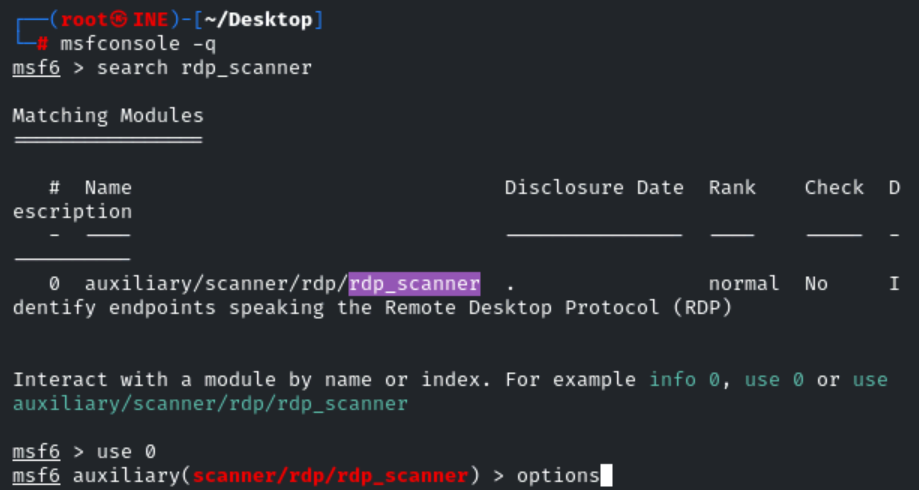 ┌──(root㉿INE)-[~/Desktop]
└─# msfconsole -q
msf6 > search rdp_scanner
Matching Modules
================
#  Name                                Disclosure Date  Rank    Check  D
escription
-  ----                                ---------------  ----    -----  -
----------
0  auxiliary/scanner/rdp/rdp_scanner  .                normal  No     I
dentify endpoints speaking the Remote Desktop Protocol (RDP)
Interact with a module by name or index. For example info 0, use 0 or use
auxiliary/scanner/rdp/rdp_scanner
msf6 > use 0
msf6 auxiliary(scanner/rdp/rdp_scanner) > options